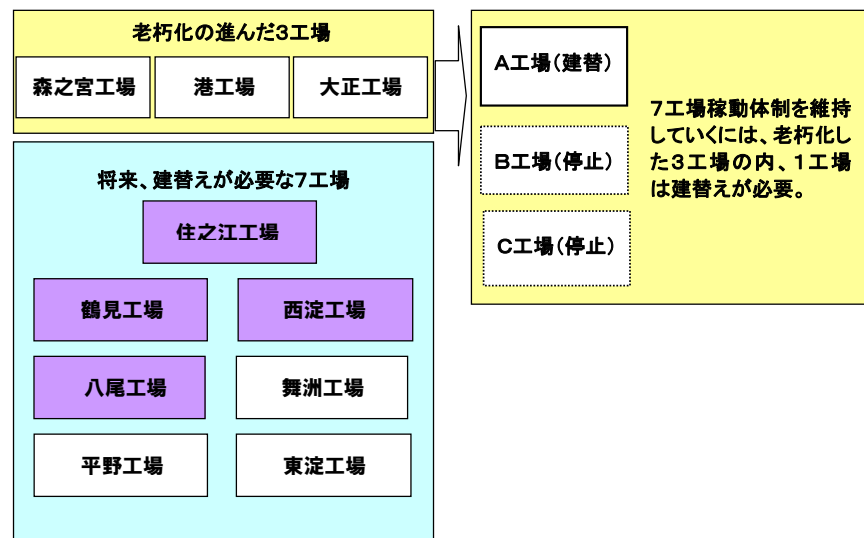 老朽化の進んだ3工場
森之宮工場
港工場
大正工場
将来、建替えが必要な7工場
住之江工場
鶴見工場
西淀工場
八尾工場
舞洲工場
平野工場
東淀工場
A工場(建替)
B工場(停止)
C工場(停止)
7工場稼動体制を維持
していくには、老朽化し
た3工場の内、1工場
は建替えが必要。